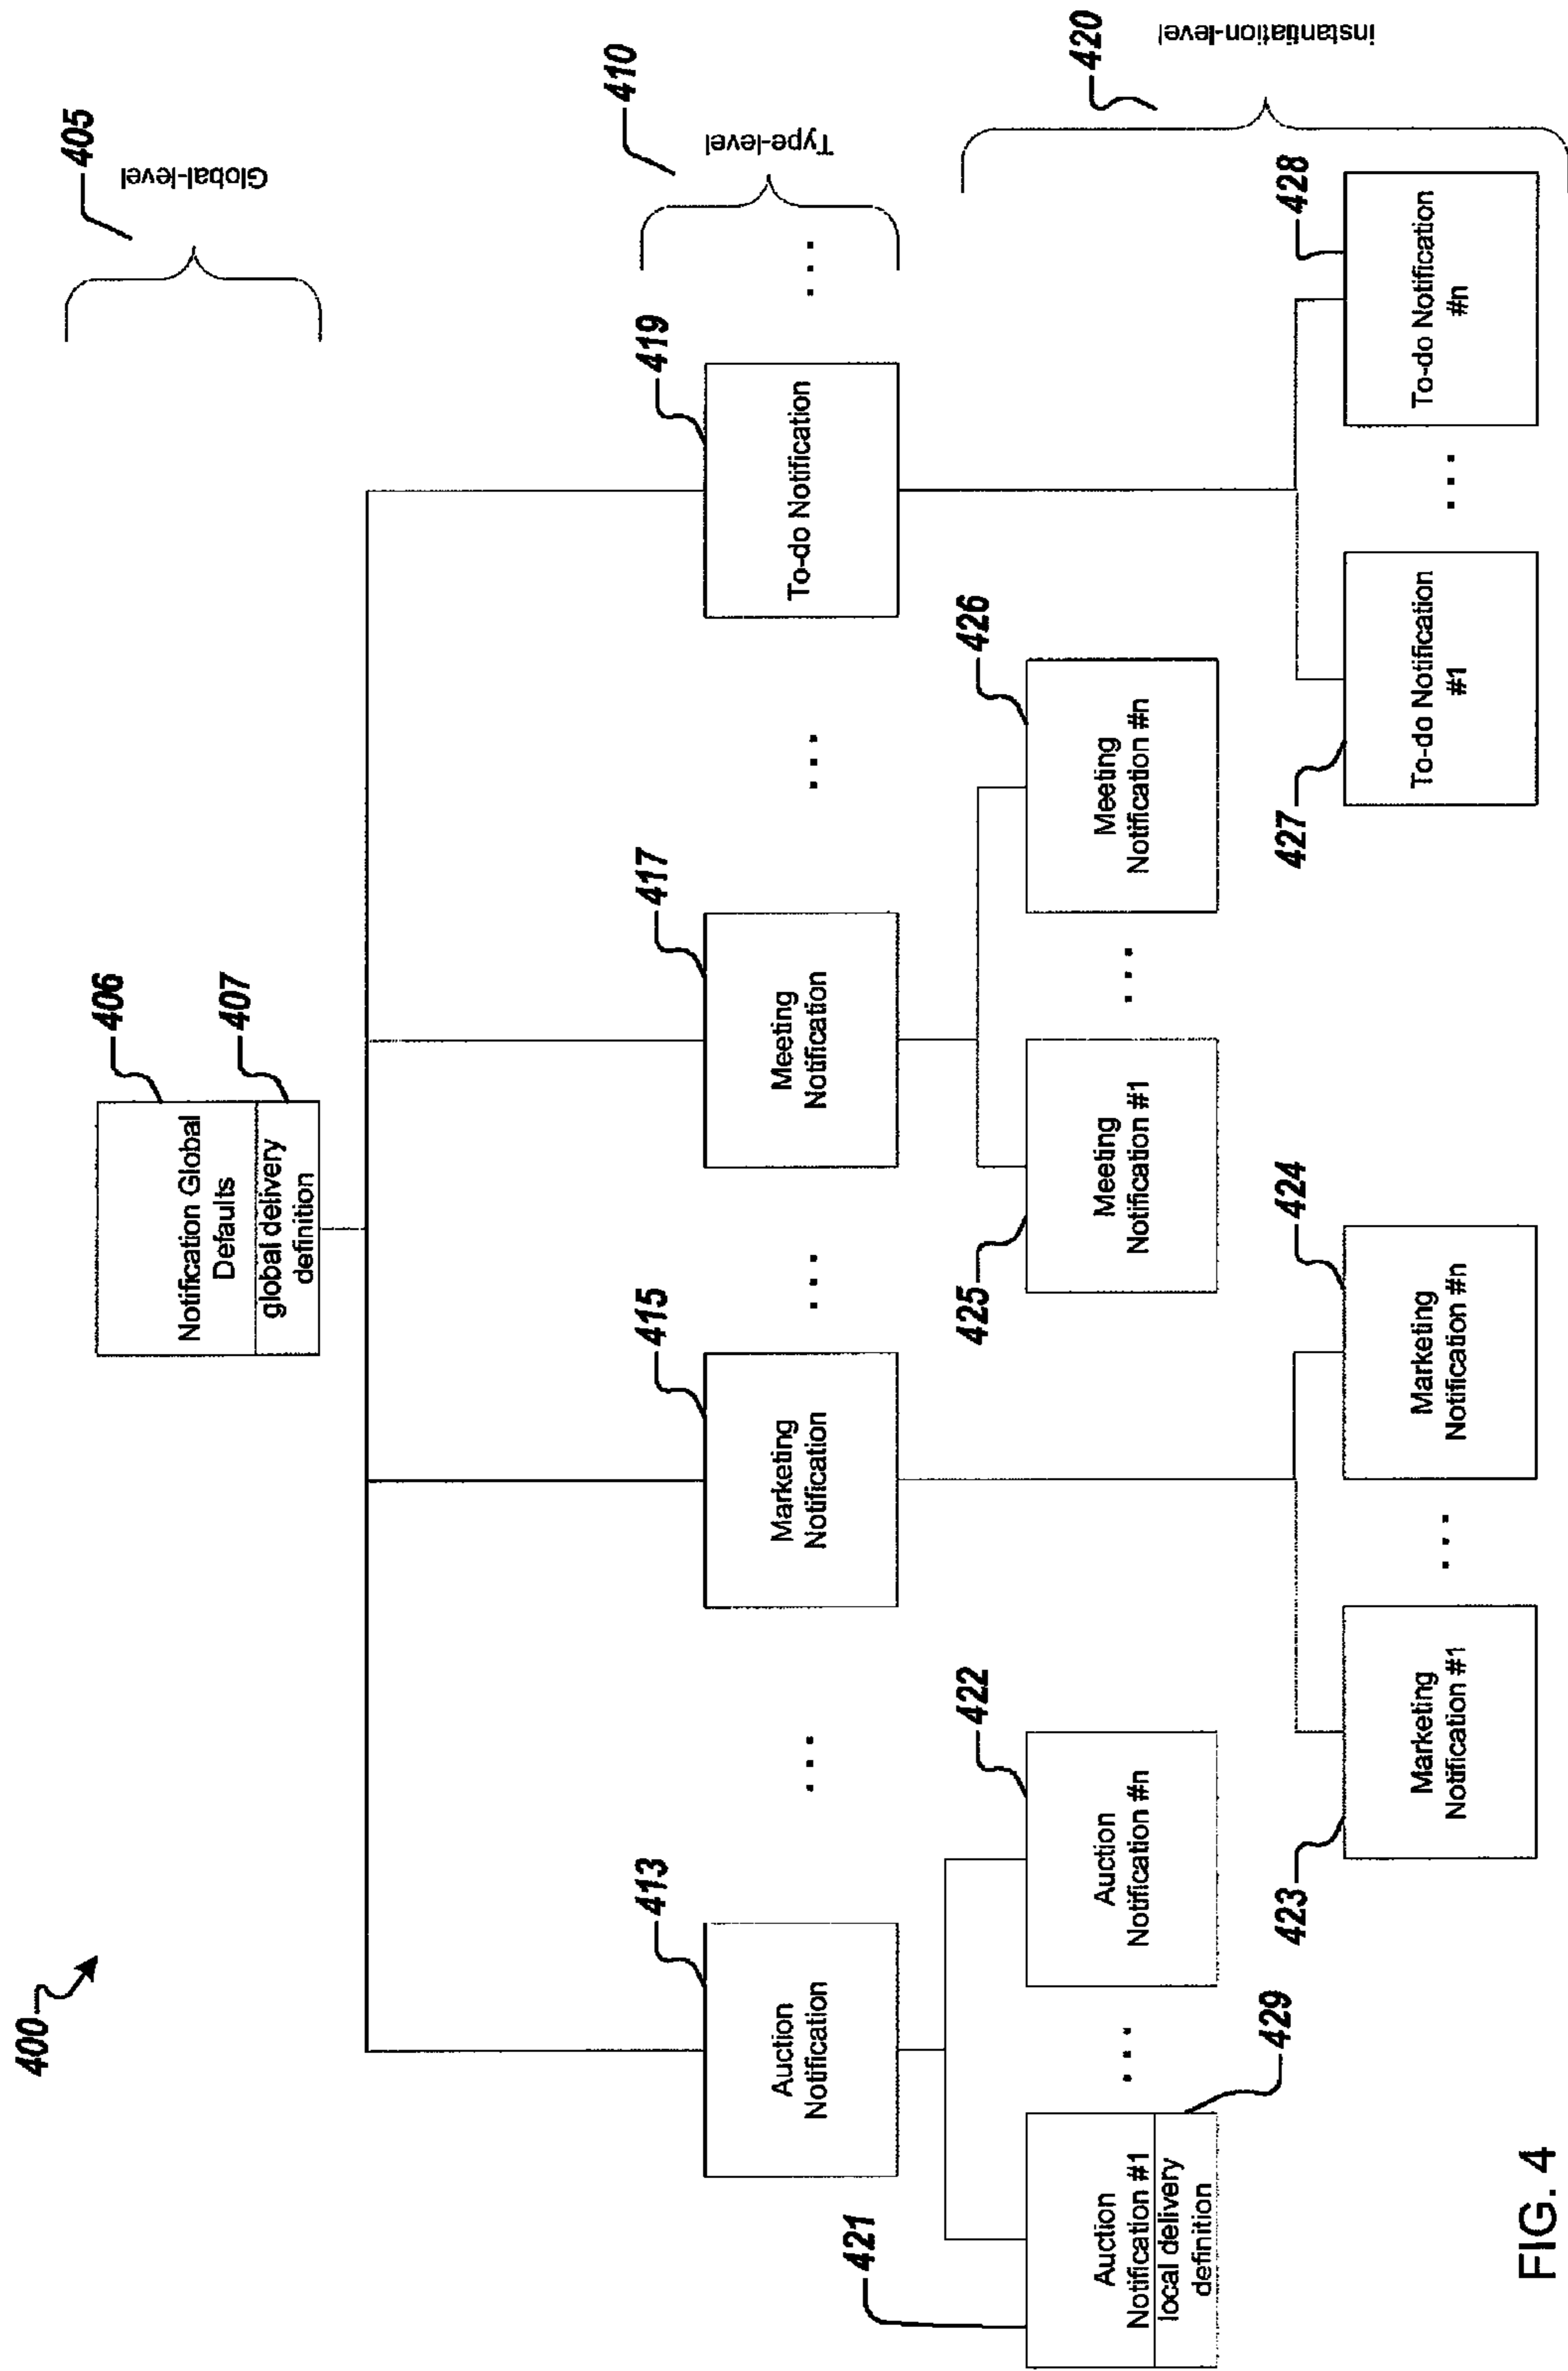 400
406
Notification Global
Defaults
407
global delivery
definition
405
Global-level
413
Auction
Notification
...
415
Marketing
Notification
...
417
Meeting
Notification
...
419
To-do Notification
...
410
Type-level
421
Auction
Notification #1
local delivery
definition
429
...
422
Auction
Notification #n
425
Meeting
Notification #1
...
426
Meeting
Notification #n
420
instantiation-level
423
Marketing
Notification #1
...
424
Marketing
Notification #n
427
To-do Notification
#1
...
428
To-do Notification
#n
FIG. 4